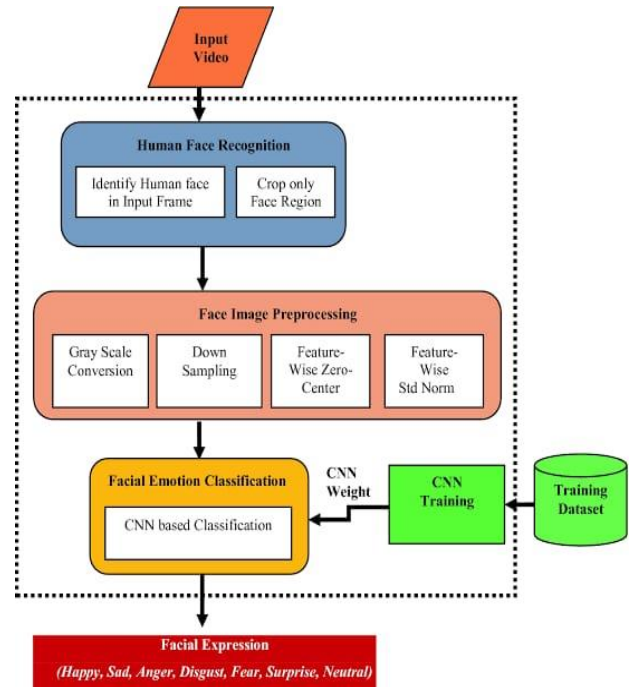 Input
Video
Human Face Recognition
Identify Human face
in Input Frame
Crop only
Face Region
Face Image Preprocessing
Gray Scale
Conversion
Down
Sampling
Feature-
Wise Zero-
Center
Feature-
Wise
Std Norm
Facial Emotion Classification
CNN based Classification
CNN
Weight
CNN
Training
Training
Dataset
Facial Expression
(Happy, Sad, Anger, Disgust, Fear, Surprise, Neutral)